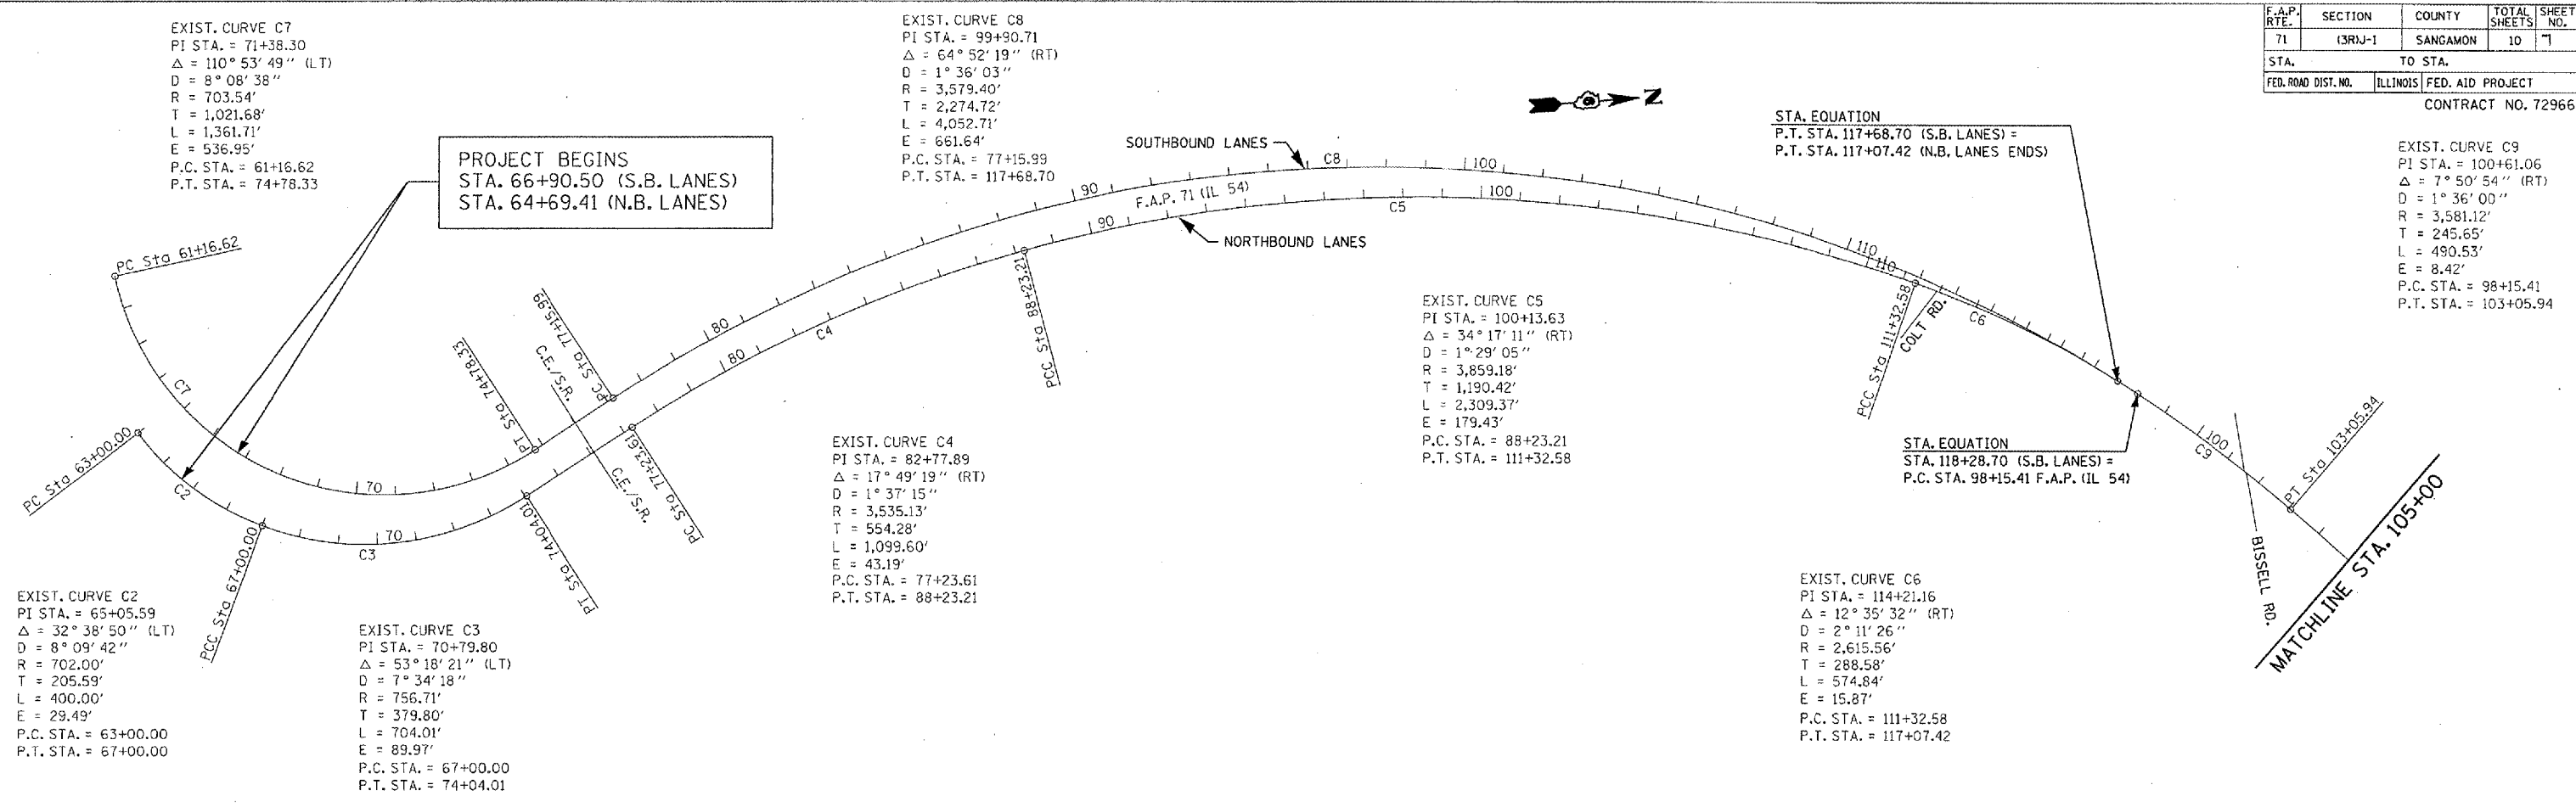 EXIST. CURVE C7
PI STA. = 71+38.30
Δ = 110° 53' 49" (LT)
D = 8° 08' 38"
R = 703.54'
T = 1,021.68'
L = 1,361.71'
E = 536.95'
P.C. STA. = 61+16.62
P.T. STA. = 74+78.33
PROJECT BEGINS
STA. 66+90.50 (S.B. LANES)
STA. 64+69.41 (N.B. LANES)
EXIST. CURVE C8
PI STA. = 99+90.71
Δ = 64° 52' 19" (RT)
D = 1° 36' 03"
R = 3,579.40'
T = 2,274.72'
L = 4,052.71'
E = 661.64'
P.C. STA. = 77+15.99
P.T. STA. = 117+68.70
N
F.A.P. RTE. SECTION COUNTY TOTAL SHEETS SHEET NO.
71 (3R)J-1 SANGAMON 10 7
STA. TO STA.
FED. ROAD DIST. NO. ILLINOIS FED. AID PROJECT
CONTRACT NO. 72966
STA. EQUATION
P.T. STA. 117+68.70 (S.B. LANES) =
P.T. STA. 117+07.42 (N.B. LANES ENDS)
EXIST. CURVE C9
PI STA. = 100+61.06
Δ = 7° 50' 54" (RT)
D = 1° 36' 00"
R = 3,581.12'
T = 245.65'
L = 490.53'
E = 8.42'
P.C. STA. = 98+15.41
P.T. STA. = 103+05.94
SOUTHBOUND LANES
C8
100
90
F.A.P. 71 (IL 54)
100
C5
90
NORTHBOUND LANES
110
110
PC Sta 61+16.62
C7
PC Sta 63+00.00
C2
70
PCC Sta 67+00.00
70
C3
PT Sta 74+78.33
C.E./S.R.
PC Sta 77+15.99
80
80
C4
PT Sta 74+04.01
C.E./S.R.
PC Sta 77+23.61
PCC Sta 88+23.21
PCC Sta 111+32.58
COLT RD.
C6
STA. EQUATION
STA. 118+28.70 (S.B. LANES) =
P.C. STA. 98+15.41 F.A.P. (IL 54)
100
C9
BISSELL RD.
PT Sta 103+05.94
MATCHLINE STA. 105+00
EXIST. CURVE C5
PI STA. = 100+13.63
Δ = 34° 17' 11" (RT)
D = 1° 29' 05"
R = 3,859.18'
T = 1,190.42'
L = 2,309.37'
E = 179.43'
P.C. STA. = 88+23.21
P.T. STA. = 111+32.58
EXIST. CURVE C4
PI STA. = 82+77.89
Δ = 17° 49' 19" (RT)
D = 1° 37' 15"
R = 3,535.13'
T = 554.28'
L = 1,099.60'
E = 43.19'
P.C. STA. = 77+23.61
P.T. STA. = 88+23.21
EXIST. CURVE C2
PI STA. = 65+05.59
Δ = 32° 38' 50" (LT)
D = 8° 09' 42"
R = 702.00'
T = 205.59'
L = 400.00'
E = 29.49'
P.C. STA. = 63+00.00
P.T. STA. = 67+00.00
EXIST. CURVE C3
PI STA. = 70+79.80
Δ = 53° 18' 21" (LT)
D = 7° 34' 18"
R = 756.71'
T = 379.80'
L = 704.01'
E = 89.97'
P.C. STA. = 67+00.00
P.T. STA. = 74+04.01
EXIST. CURVE C6
PI STA. = 114+21.16
Δ = 12° 35' 32" (RT)
D = 2° 11' 26"
R = 2,615.56'
T = 288.58'
L = 574.84'
E = 15.87'
P.C. STA. = 111+32.58
P.T. STA. = 117+07.42